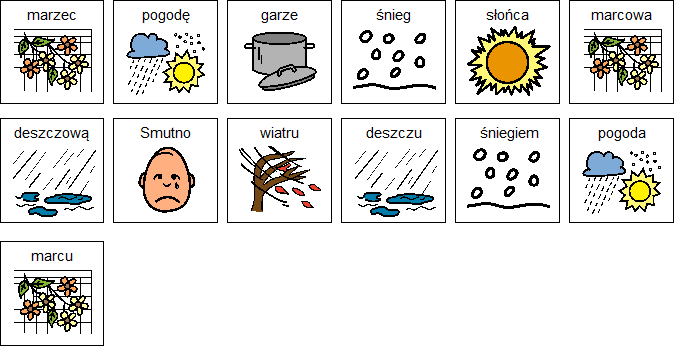 marzec pogodę garze śnieg słońca marcowa
deszczową Smutno wiatru deszczu śniegiem pogoda
marcu